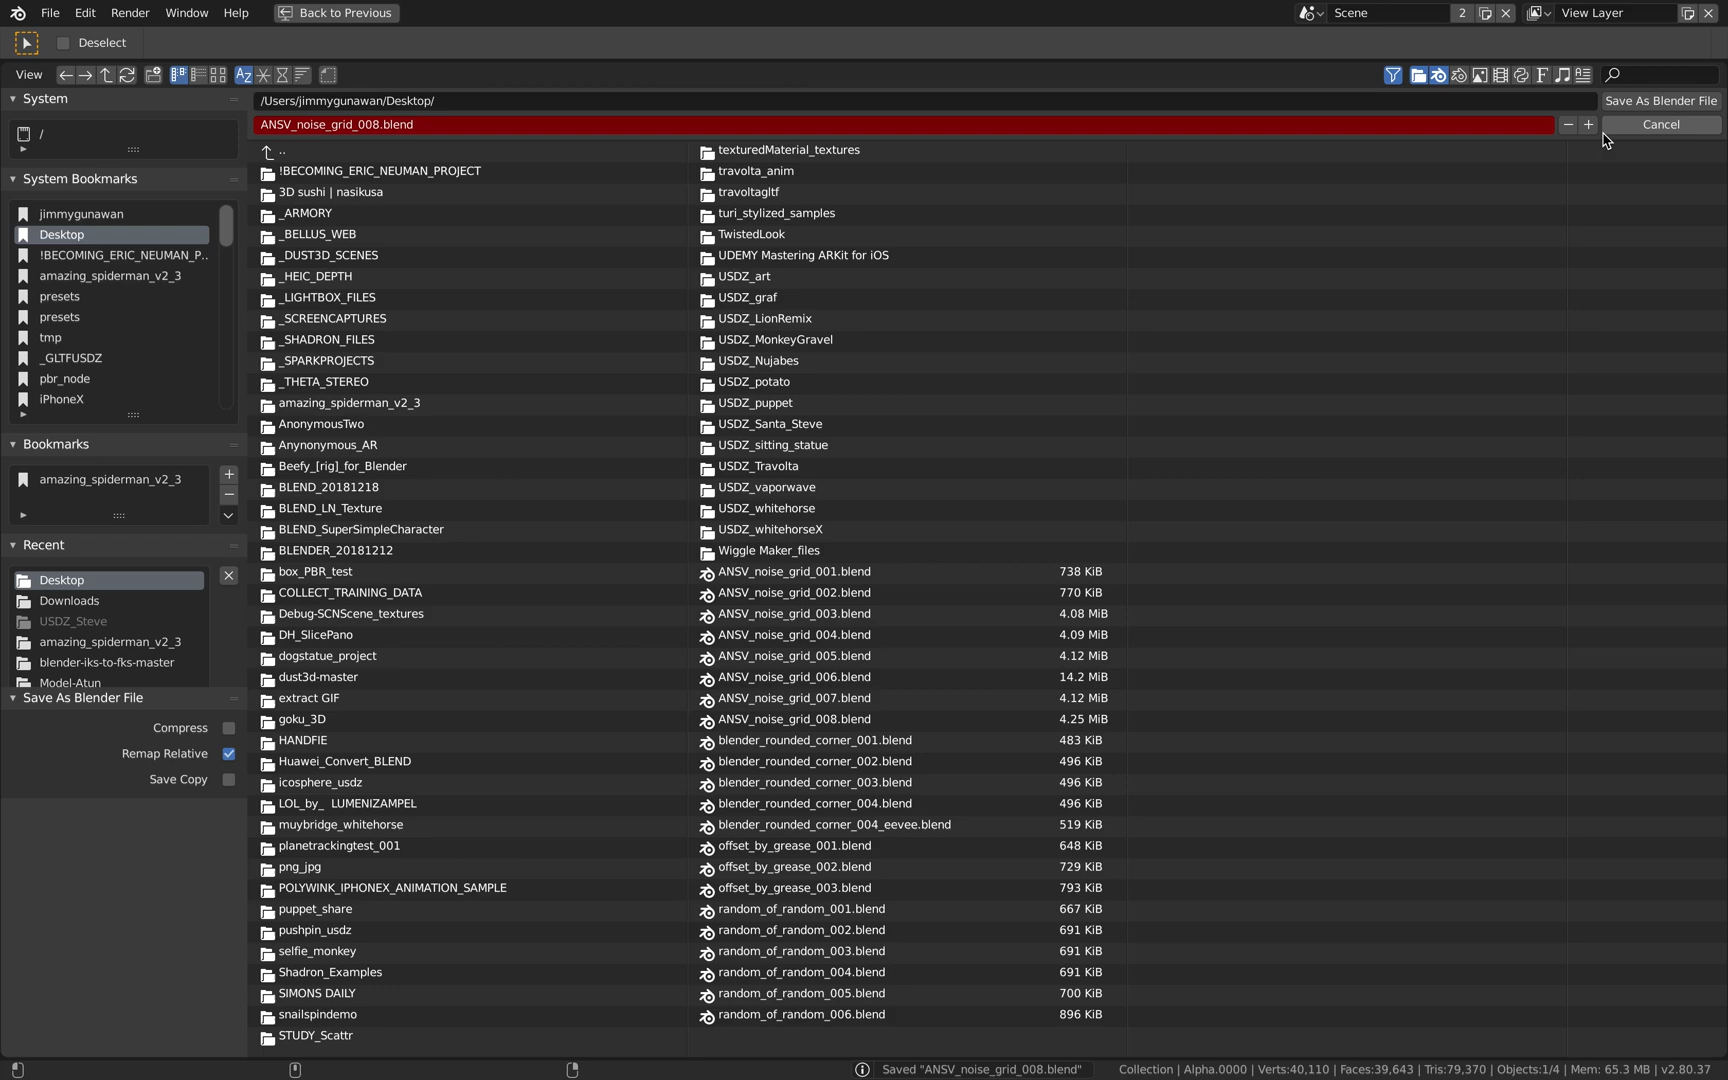 File Edit Render Window Help Back to Previous Scene 2 View Layer
Deselect
View
System
/
System Bookmarks
jimmygunawan
Desktop
!BECOMING_ERIC_NEUMAN_P..
amazing_spiderman_v2_3
presets
presets
tmp
_GLTFUSDZ
pbr_node
iPhoneX
Bookmarks
amazing_spiderman_v2_3
Recent
Desktop
Downloads
USDZ_Steve
amazing_spiderman_v2_3
blender-iks-to-fks-master
Model-Atun
Save As Blender File
Compress
Remap Relative
Save Copy
/Users/jimmygunawan/Desktop/
Save As Blender File
ANSV_noise_grid_008.blend
Cancel
..
!BECOMING_ERIC_NEUMAN_PROJECT
3D sushi | nasikusa
_ARMORY
_BELLUS_WEB
_DUST3D_SCENES
_HEIC_DEPTH
_LIGHTBOX_FILES
_SCREENCAPTURES
_SHADRON_FILES
_SPARKPROJECTS
_THETA_STEREO
amazing_spiderman_v2_3
AnonymousTwo
Anynonymous_AR
Beefy_[rig]_for_Blender
BLEND_20181218
BLEND_LN_Texture
BLEND_SuperSimpleCharacter
BLENDER_20181212
box_PBR_test
COLLECT_TRAINING_DATA
Debug-SCNScene_textures
DH_SlicePano
dogstatue_project
dust3d-master
extract GIF
goku_3D
HANDFIE
Huawei_Convert_BLEND
icosphere_usdz
LOL_by_ LUMENIZAMPEL
muybridge_whitehorse
planetrackingtest_001
png_jpg
POLYWINK_IPHONEX_ANIMATION_SAMPLE
puppet_share
pushpin_usdz
selfie_monkey
Shadron_Examples
SIMONS DAILY
snailspindemo
STUDY_Scattr
texturedMaterial_textures
travolta_anim
travoltagltf
turi_stylized_samples
TwistedLook
UDEMY Mastering ARKit for iOS
USDZ_art
USDZ_graf
USDZ_LionRemix
USDZ_MonkeyGravel
USDZ_Nujabes
USDZ_potato
USDZ_puppet
USDZ_Santa_Steve
USDZ_sitting_statue
USDZ_Travolta
USDZ_vaporwave
USDZ_whitehorse
USDZ_whitehorseX
Wiggle Maker_files
ANSV_noise_grid_001.blend 738 KiB
ANSV_noise_grid_002.blend 770 KiB
ANSV_noise_grid_003.blend 4.08 MiB
ANSV_noise_grid_004.blend 4.09 MiB
ANSV_noise_grid_005.blend 4.12 MiB
ANSV_noise_grid_006.blend 14.2 MiB
ANSV_noise_grid_007.blend 4.12 MiB
ANSV_noise_grid_008.blend 4.25 MiB
blender_rounded_corner_001.blend 483 KiB
blender_rounded_corner_002.blend 496 KiB
blender_rounded_corner_003.blend 496 KiB
blender_rounded_corner_004.blend 496 KiB
blender_rounded_corner_004_eevee.blend 519 KiB
offset_by_grease_001.blend 648 KiB
offset_by_grease_002.blend 729 KiB
offset_by_grease_003.blend 793 KiB
random_of_random_001.blend 667 KiB
random_of_random_002.blend 691 KiB
random_of_random_003.blend 691 KiB
random_of_random_004.blend 691 KiB
random_of_random_005.blend 700 KiB
random_of_random_006.blend 896 KiB
Saved "ANSV_noise_grid_008.blend" Collection | Alpha.0000 | Verts:40,110 | Faces:39,643 | Tris:79,370 | Objects:1/4 | Mem: 65.3 MB | v2.80.37